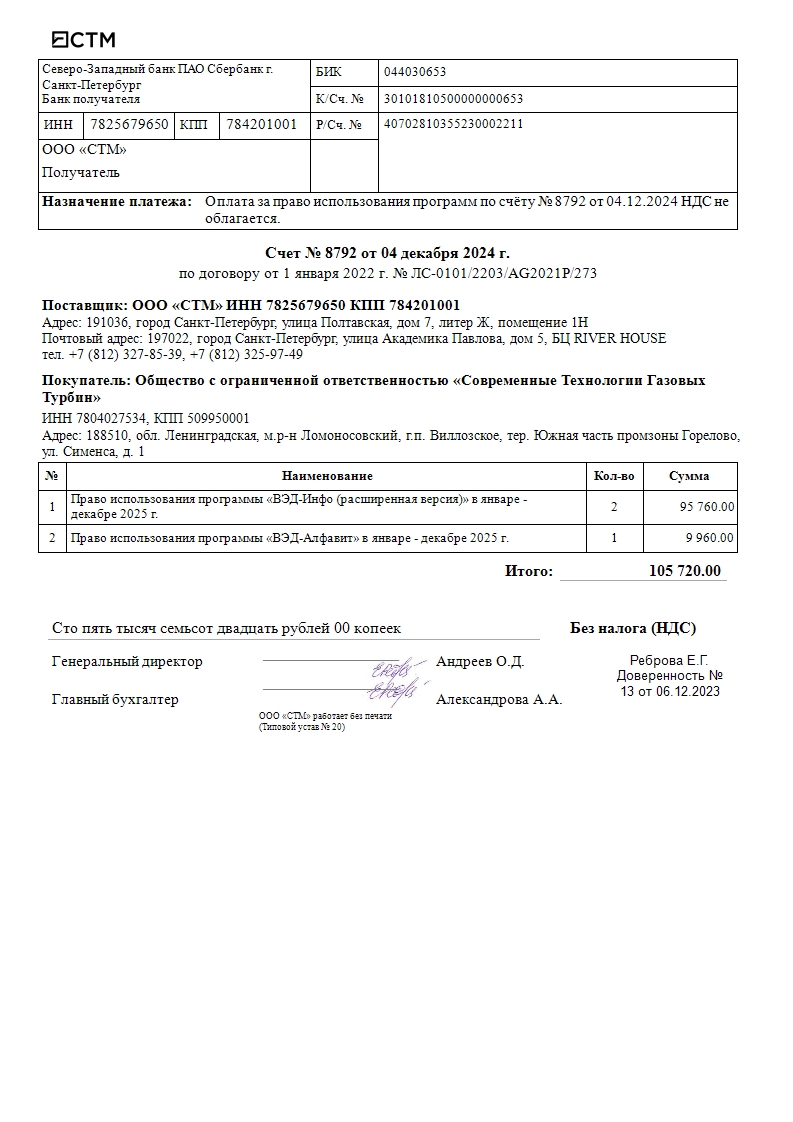 СТМ
Северо-Западный банк ПАО Сбербанк г.
Санкт-Петербург
Банк получателя
БИК 044030653
К/Сч. № 30101810500000000653
ИНН 7825679650 КПП 784201001 Р/Сч. № 40702810355230002211
ООО «СТМ»
Получатель
Назначение платежа: Оплата за право использования программ по счёту № 8792 от 04.12.2024 НДС не
облагается.
Счет № 8792 от 04 декабря 2024 г.
по договору от 1 января 2022 г. № ЛС-0101/2203/AG2021P/273
Поставщик: ООО «СТМ» ИНН 7825679650 КПП 784201001
Адрес: 191036, город Санкт-Петербург, улица Полтавская, дом 7, литер Ж, помещение 1Н
Почтовый адрес: 197022, город Санкт-Петербург, улица Академика Павлова, дом 5, БЦ RIVER HOUSE
тел. +7 (812) 327-85-39, +7 (812) 325-97-49
Покупатель: Общество с ограниченной ответственностью «Современные Технологии Газовых
Турбин»
ИНН 7804027534, КПП 509950001
Адрес: 188510, обл. Ленинградская, м.р-н Ломоносовский, г.п. Виллозское, тер. Южная часть промзоны Горелово,
ул. Сименса, д. 1
№ Наименование Кол-во Сумма
1 Право использования программы «ВЭД-Инфо (расширенная версия)» в январе -
декабре 2025 г. 2 95 760.00
2 Право использования программы «ВЭД-Алфавит» в январе - декабре 2025 г. 1 9 960.00
Итого: 105 720.00
Сто пять тысяч семьсот двадцать рублей 00 копеек Без налога (НДС)
Генеральный директор Андреев О.Д.
Главный бухгалтер Александрова А.А.
Реброва Е.Г.
Доверенность №
13 от 06.12.2023
ООО «СТМ» работает без печати
(Типовой устав № 20)